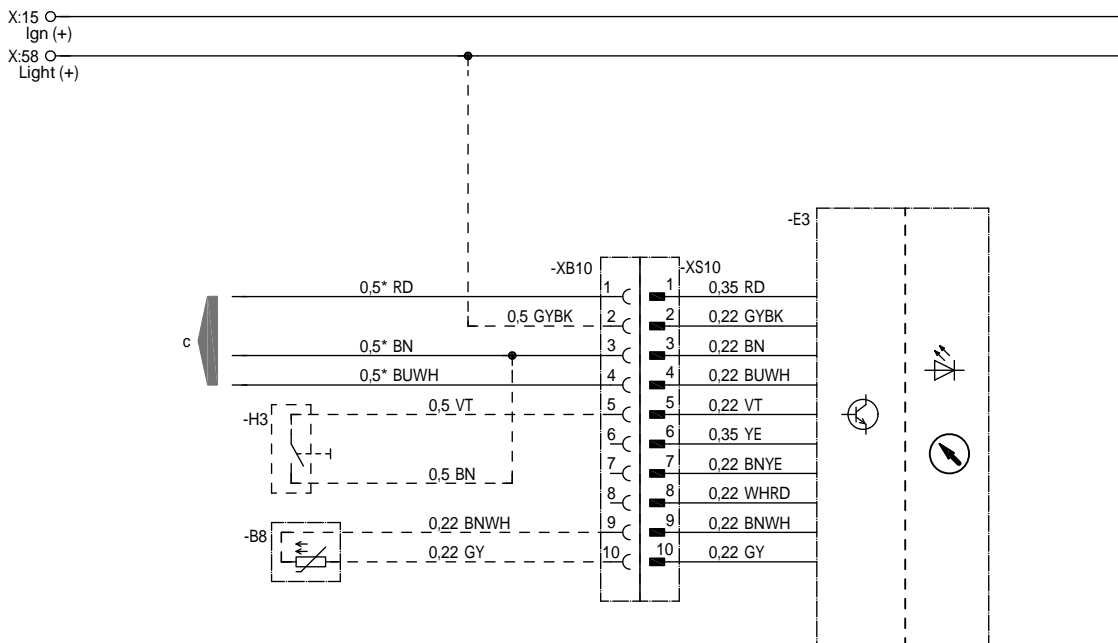 X:15
Ign (+)
X:58
Light (+)
-E3
-XB10
-XS10
0,5* RD
1
1
0,35 RD
0,5 GYBK
2
2
0,22 GYBK
c
0,5* BN
3
3
0,22 BN
0,5* BUWH
4
4
0,22 BUWH
-H3
0,5 VT
5
5
0,22 VT
6
6
0,35 YE
0,5 BN
7
7
0,22 BNYE
8
8
0,22 WHRD
-B8
0,22 BNWH
9
9
0,22 BNWH
0,22 GY
10
10
0,22 GY